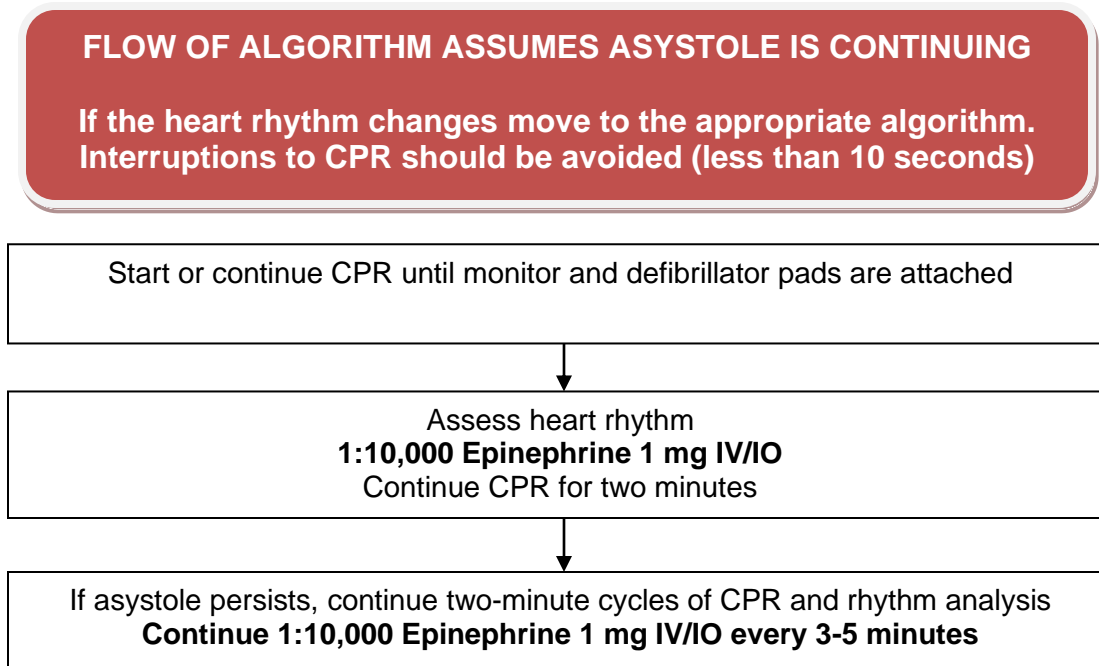 FLOW OF ALGORITHM ASSUMES ASYSTOLE IS CONTINUING
If the heart rhythm changes move to the appropriate algorithm.
Interruptions to CPR should be avoided (less than 10 seconds)
Start or continue CPR until monitor and defibrillator pads are attached
Assess heart rhythm
1:10,000 Epinephrine 1 mg IV/IO
Continue CPR for two minutes
If asystole persists, continue two-minute cycles of CPR and rhythm analysis
Continue 1:10,000 Epinephrine 1 mg IV/IO every 3-5 minutes